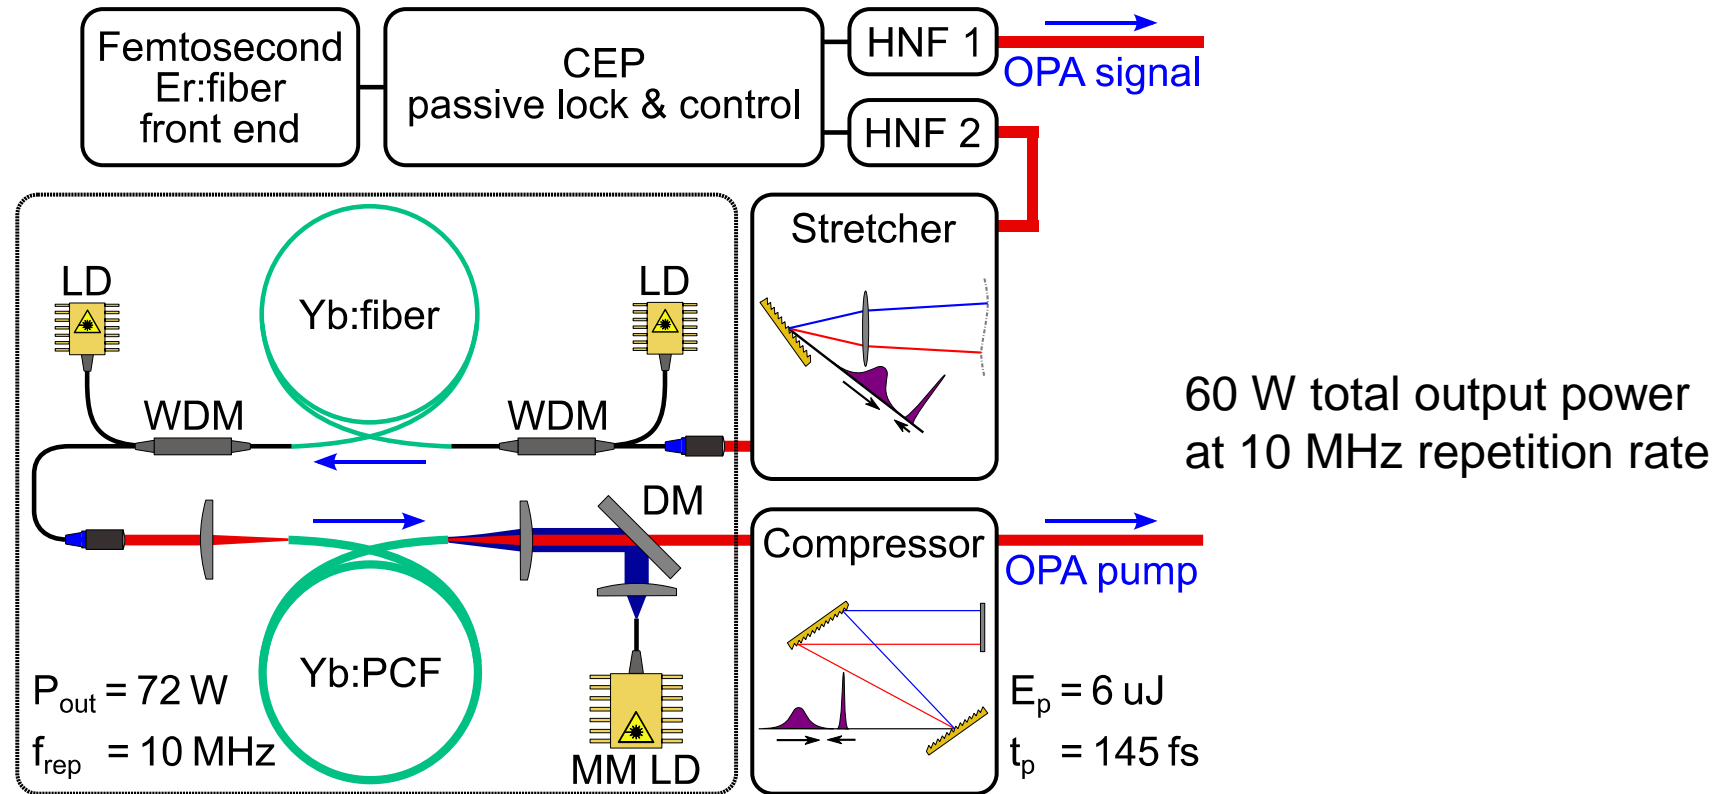 Femtosecond
Er:fiber
front end
CEP
passive lock & control
HNF 1
OPA signal
HNF 2
Stretcher
LD
Yb:fiber
LD
WDM
WDM
60 W total output power
at 10 MHz repetition rate
DM
Compressor
OPA pump
Yb:PCF
Pout = 72 W
frep = 10 MHz
MM LD
Ep = 6 uJ
tp = 145 fs